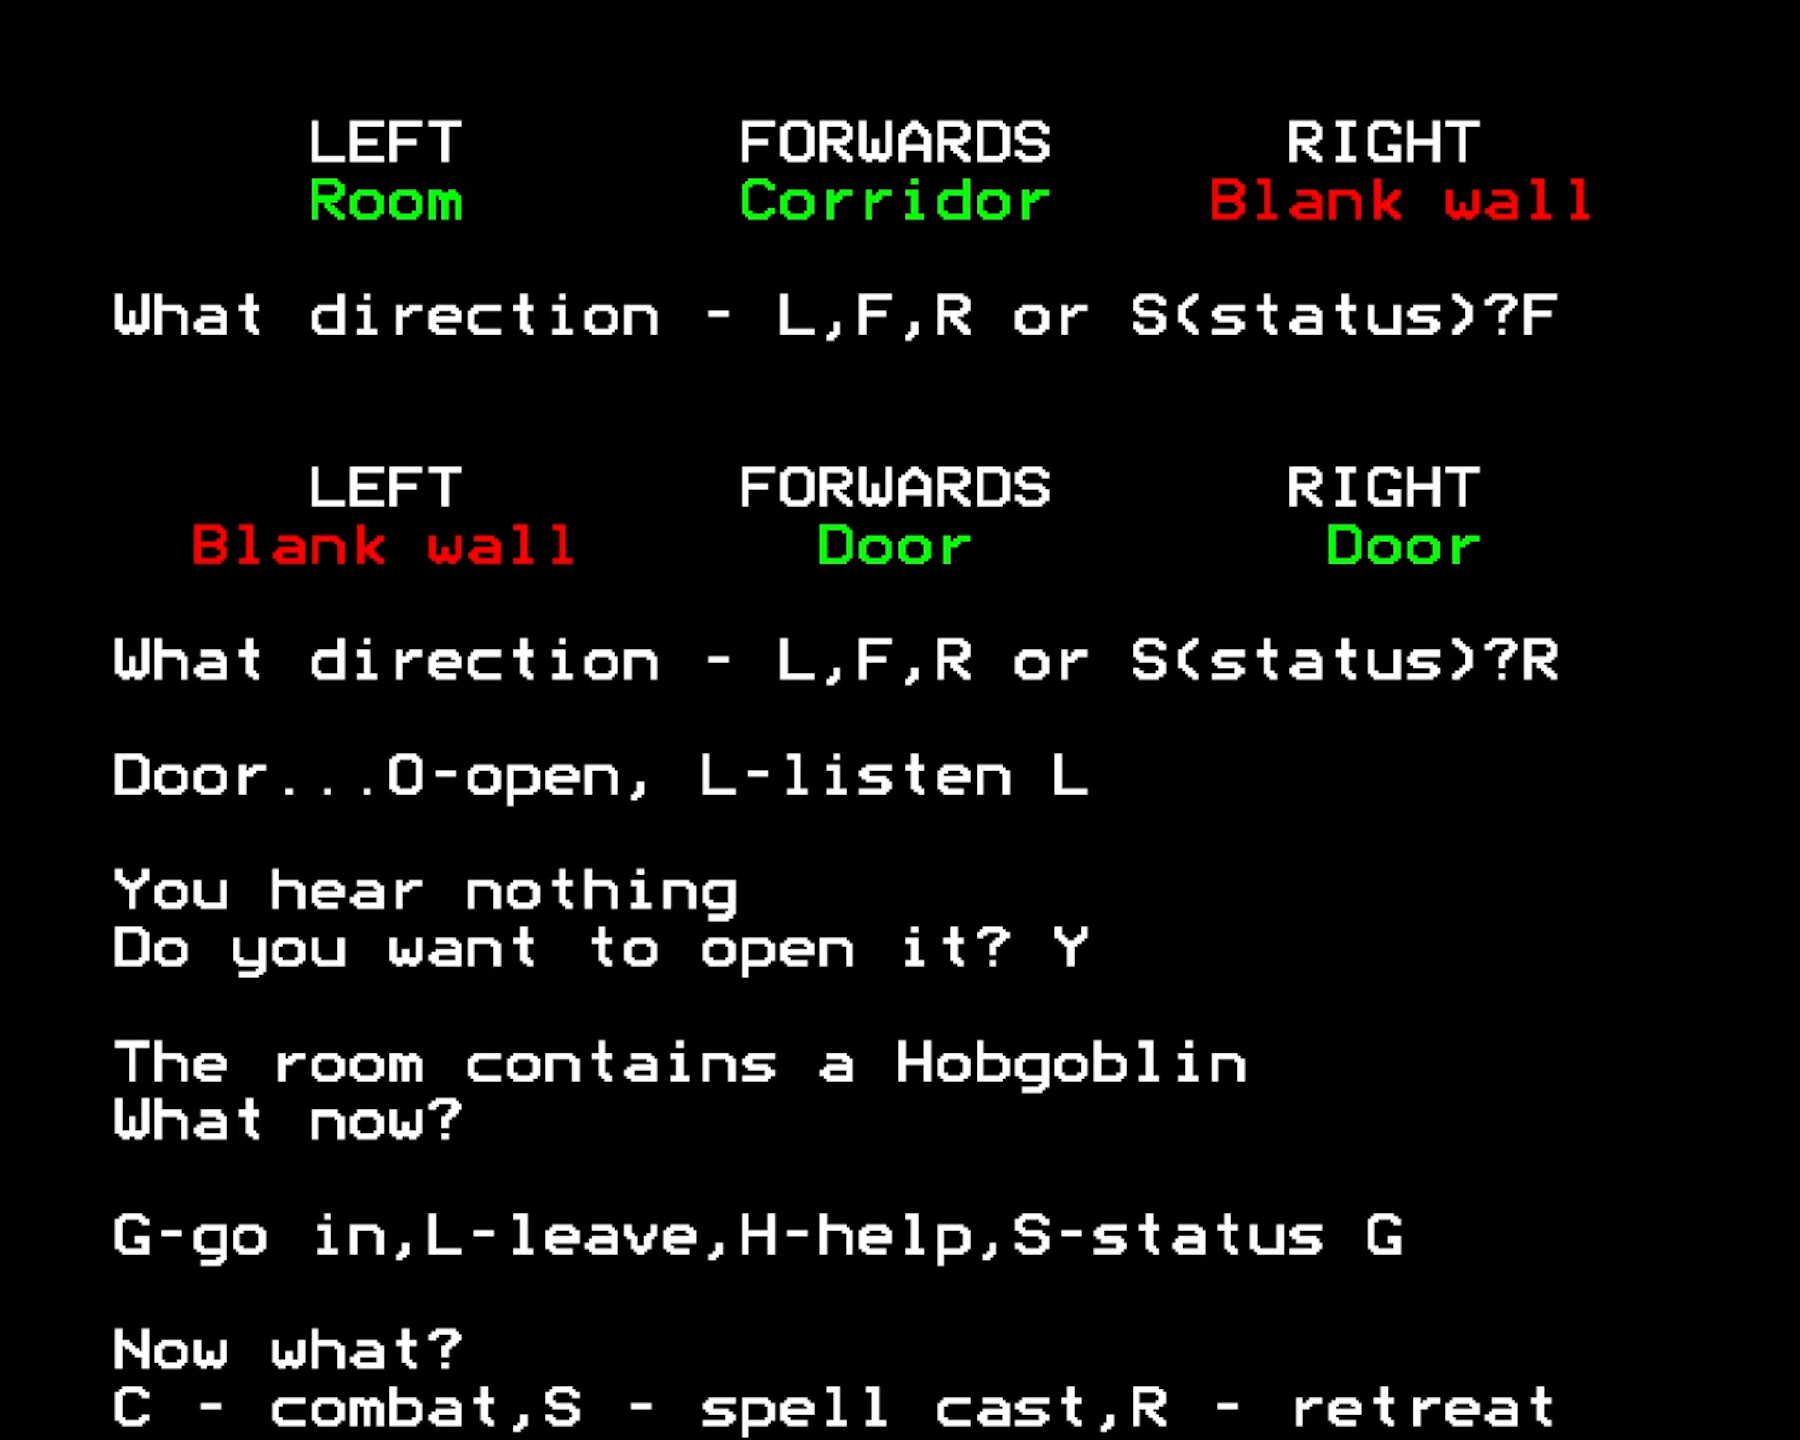 LEFT FORWARDS RIGHT
Room Corridor Blank wall
What direction - L,F,R or S(status)?F
LEFT FORWARDS RIGHT
Blank wall Door Door
What direction - L,F,R or S(status)?R
Door...O-open, L-listen L
You hear nothing
Do you want to open it? Y
The room contains a Hobgoblin
What now?
G-go in,L-leave,H-help,S-status G
Now what?
C - combat,S - spell cast,R - retreat